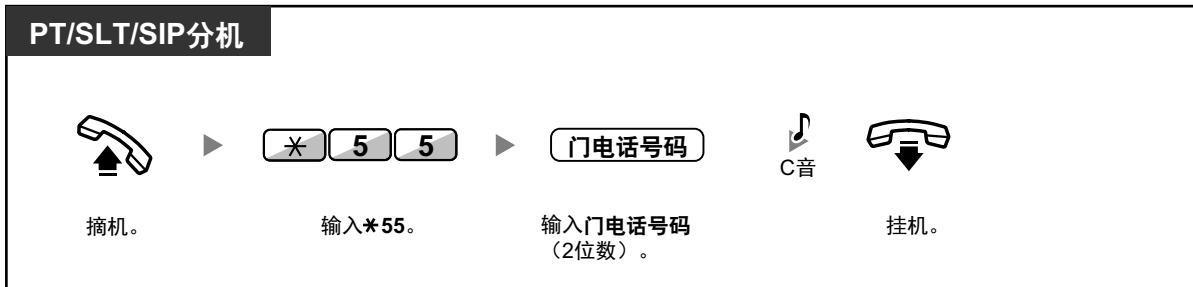 PT/SLT/SIP分机
✳ 5 5
门电话号码
C音
摘机。
输入✳55。
输入门电话号码
（2位数）。
挂机。